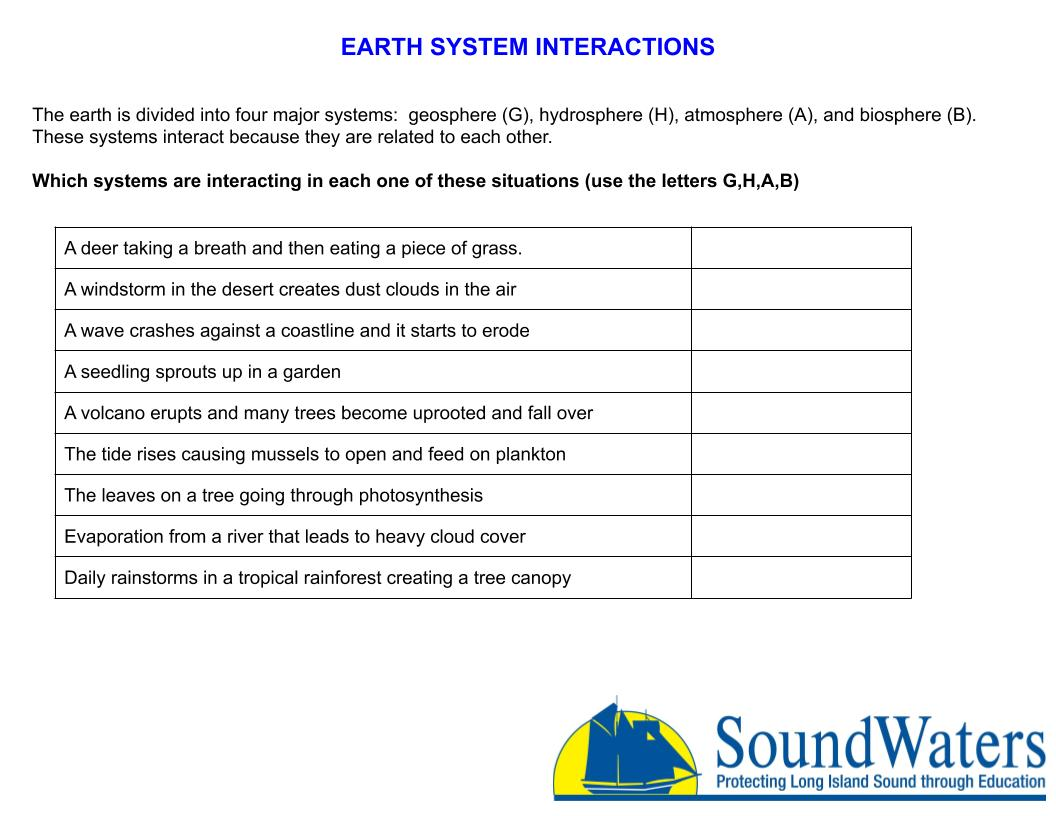 EARTH SYSTEM INTERACTIONS
The earth is divided into four major systems:  geosphere (G), hydrosphere (H), atmosphere (A), and biosphere (B).
These systems interact because they are related to each other.
Which systems are interacting in each one of these situations (use the letters G,H,A,B)
A deer taking a breath and then eating a piece of grass.
A windstorm in the desert creates dust clouds in the air
A wave crashes against a coastline and it starts to erode
A seedling sprouts up in a garden
A volcano erupts and many trees become uprooted and fall over
The tide rises causing mussels to open and feed on plankton
The leaves on a tree going through photosynthesis
Evaporation from a river that leads to heavy cloud cover
Daily rainstorms in a tropical rainforest creating a tree canopy
SoundWaters
Protecting Long Island Sound through Education